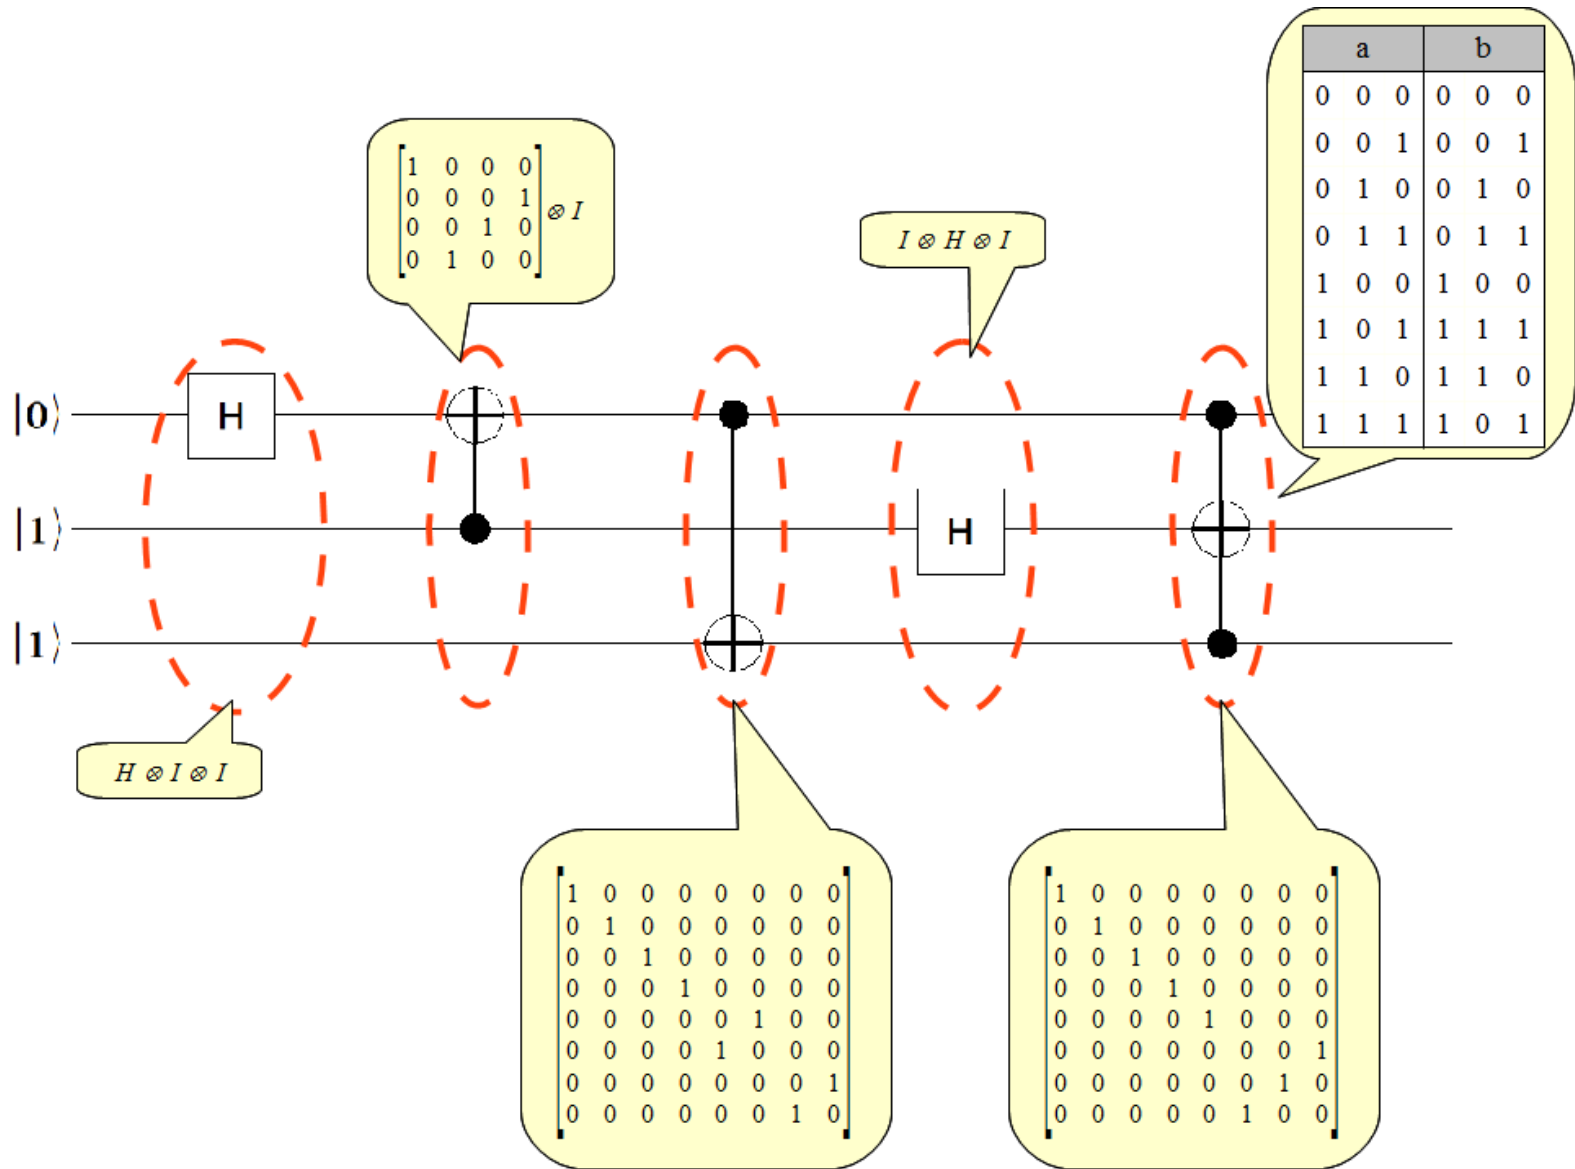 a b
0 0 0 0 0 0
0 0 1 0 0 1
0 1 0 0 1 0
0 1 1 0 1 1
1 0 0 1 0 0
1 0 1 1 1 1
1 1 0 1 1 0
1 1 1 1 0 1
1 0 0 0
0 0 0 1
0 0 1 0
0 1 0 0
⊗ I
I ⊗ H ⊗ I
|0⟩ H
|1⟩ H
|1⟩
H ⊗ I ⊗ I
1 0 0 0 0 0 0 0
0 1 0 0 0 0 0 0
0 0 1 0 0 0 0 0
0 0 0 1 0 0 0 0
0 0 0 0 0 1 0 0
0 0 0 0 1 0 0 0
0 0 0 0 0 0 0 1
0 0 0 0 0 0 1 0
1 0 0 0 0 0 0 0
0 1 0 0 0 0 0 0
0 0 1 0 0 0 0 0
0 0 0 1 0 0 0 0
0 0 0 0 1 0 0 0
0 0 0 0 0 0 0 1
0 0 0 0 0 0 1 0
0 0 0 0 0 1 0 0